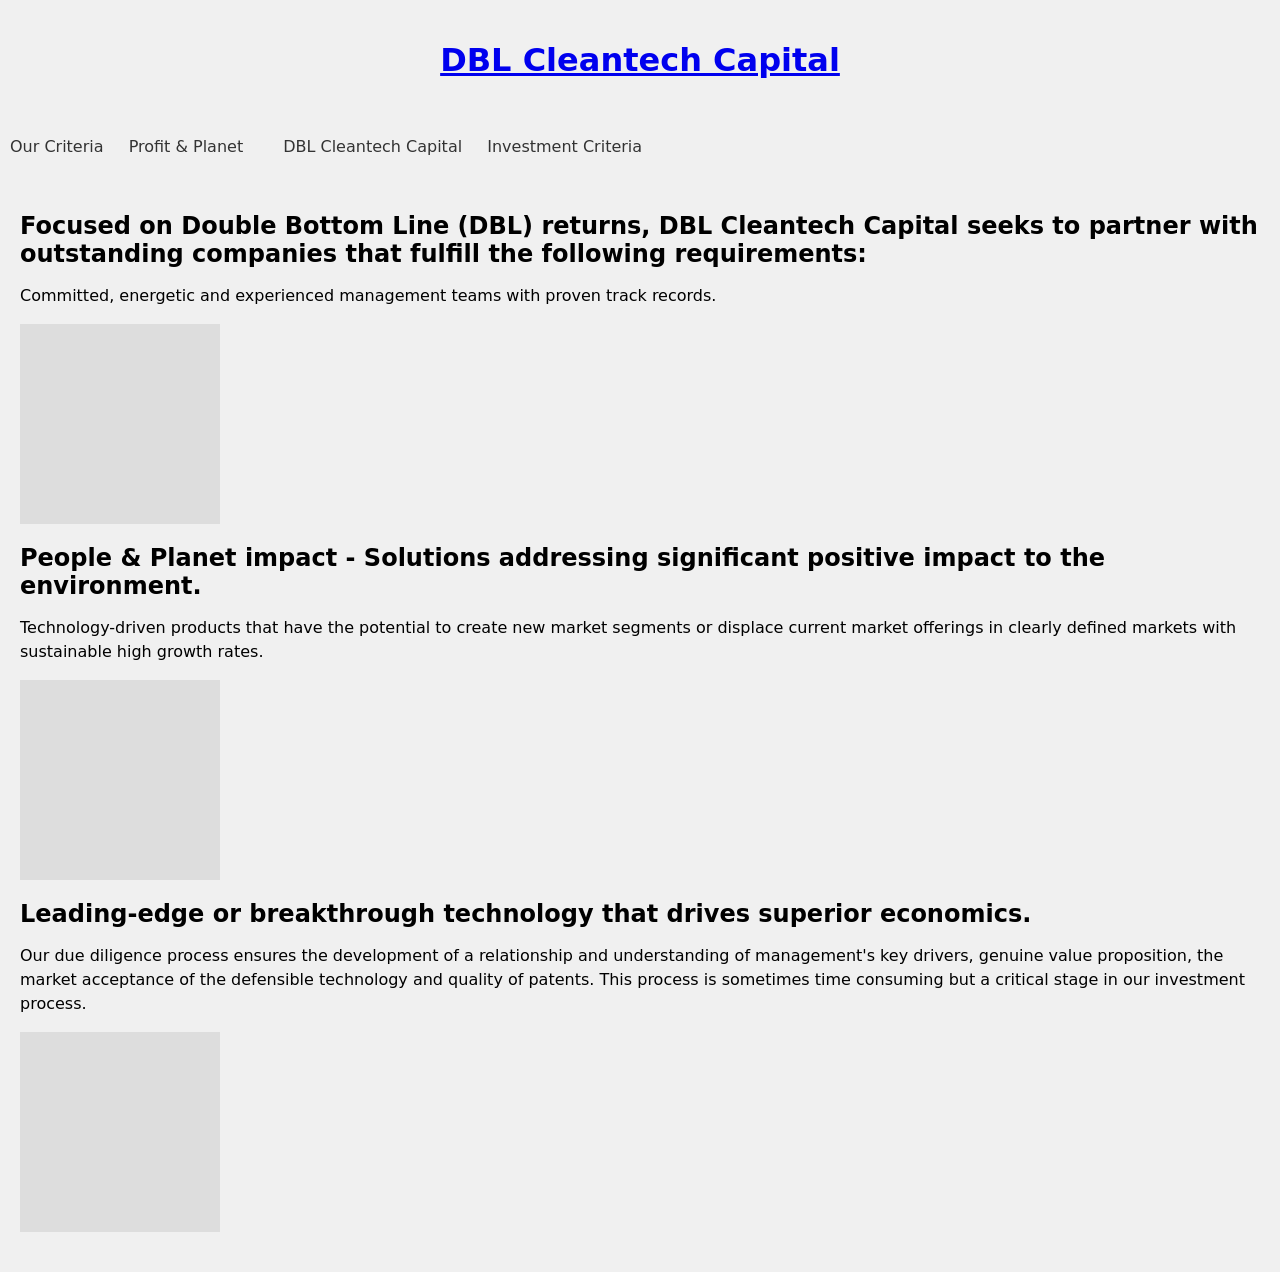 DBL Cleantech Capital
Our Criteria Profit & Planet DBL Cleantech Capital Investment Criteria
Focused on Double Bottom Line (DBL) returns, DBL Cleantech Capital seeks to partner with
outstanding companies that fulfill the following requirements:
Committed, energetic and experienced management teams with proven track records.
People & Planet impact - Solutions addressing significant positive impact to the
environment.
Technology-driven products that have the potential to create new market segments or displace current market offerings in clearly defined markets with
sustainable high growth rates.
Leading-edge or breakthrough technology that drives superior economics.
Our due diligence process ensures the development of a relationship and understanding of management's key drivers, genuine value proposition, the
market acceptance of the defensible technology and quality of patents. This process is sometimes time consuming but a critical stage in our investment
process.